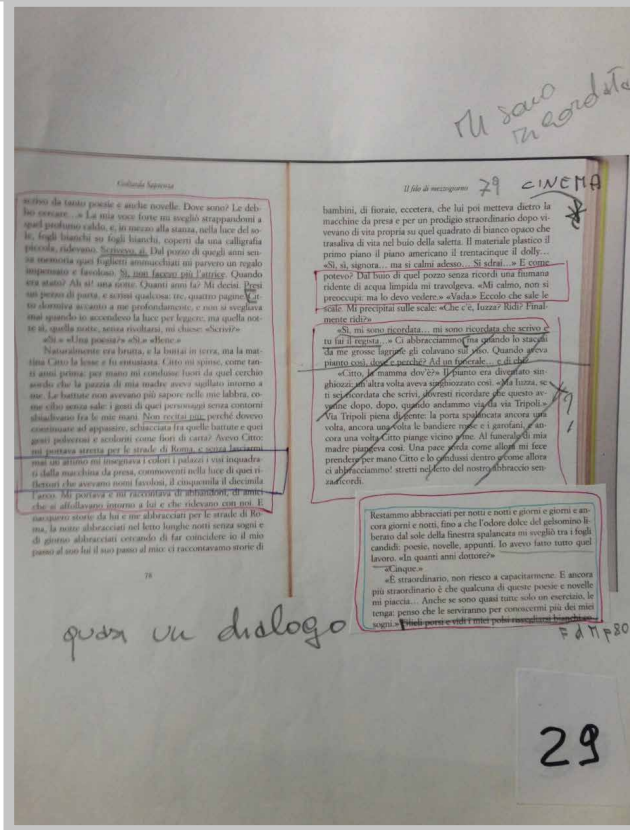 Mi sono
ricordata
Goliarda Sapienza
scrivo da tanto poesie e anche novelle. Dove sono? Le deb-
bo cercare…» La mia voce forte mi svegliò strappandomi a
quel profumo caldo, e, in mezzo alla stanza, nella luce del so-
le, fogli bianchi su fogli bianchi, coperti da una calligrafia
piccola, ridevano. Scrivevo, sì. Dal pozzo di quegli anni sen-
za memoria quei foglietti ammucchiati mi parvero un regalo
impensato e favoloso. Sì, non facevo più l'attrice. Quando
era stato? Ah sì! una notte. Quanti anni fa? Mi decisi. Presi
un pezzo di carta, e scrissi qualcosa: tre, quattro pagine. Cit-
to dormiva accanto a me profondamente, e non si svegliava
mai quando io accendevo la luce per leggere, ma quella not-
te sì, quella notte, senza rivoltarsi, mi chiese: «Scrivi?»
«Sì.» «Una poesia?» «Sì.» «Bene.»
Naturalmente era brutta, e la buttai in terra, ma la mat-
tina Citto la lesse e fu entusiasta. Citto mi spinse, come tan-
ti anni prima: per mano mi condusse fuori da quel cerchio
sordo che la pazzia di mia madre aveva sigillato intorno a
me. Le battute non avevano più sapore nelle mie labbra, co-
me cibo senza sale: i gesti di quei personaggi senza contorni
sbiadivano fra le mie mani. Non recitai più: perché dovevo
continuare ad appassire, schiacciata fra quelle battute e quei
gesti polverosi e scoloriti come fiori di carta? Avevo Citto:
mi portava stretta per le strade di Roma, e senza lasciarmi
mai un attimo mi insegnava i colori i palazzi i visi inquadra-
ti dalla macchina da presa, commoventi nella luce di quei ri-
flettori che avevano nomi favolosi, il cinquemila il diecimila
l'arco. Mi portava e mi raccontava di abbandoni, di amici
che si affollavano intorno a lui e che ridevano con noi. E
nacquero storie da lui e me abbracciati per le strade di Ro-
ma, la notte abbracciati nel letto lunghe notti senza sogni e
di giorno abbracciati cercando di far coincidere io il mio
passo al suo lui il suo passo al mio: ci raccontavamo storie di
78
quasi un dialogo
Il filo di mezzogiorno
79 CINEMA
bambini, di fioraie, eccetera, che lui poi metteva dietro la
macchina da presa e per un prodigio straordinario dopo vi-
vevano di vita propria su quel quadrato di bianco opaco che
trasaliva di vita nel buio della saletta. Il materiale plastico il
primo piano il piano americano il trentacinque il dolly…
«Sì, sì, signora… ma si calmi adesso… Si sdrai…» E come
potevo? Dal buio di quel pozzo senza ricordi una fiumana
ridente di acqua limpida mi travolgeva. «Mi calmo, non si
preoccupi: ma lo devo vedere.» «Vada.» Eccolo che sale le
scale. Mi precipitai sulle scale: «Che c'è, Iuzza? Ridi? Final-
mente ridi?»
«Sì, mi sono ricordata… mi sono ricordata che scrivo e
tu fai il regista…» Ci abbracciammo, ma quando lo staccai
da me grosse lagrime gli colavano sul viso. Quando aveva
pianto così, dove e perché? Ad un funerale… e di chi?
«Citto, la mamma dov'è?» Il pianto era diventato sin-
ghiozzi: un'altra volta aveva singhiozzato così. «Ma Iuzza, se
ti sei ricordata che scrivi, dovresti ricordare che questo av-
venne dopo, dopo, quando andammo via da via Tripoli.»
Via Tripoli piena di gente: la porta spalancata ancora una
volta, ancora una volta le bandiere rosse e i garofani, e an-
cora una volta Citto piange vicino a me. Al funerale di mia
madre piangeva così. Una pace sorda come allora mi fece
prendere per mano Citto e lo condussi dentro e come allora
ci abbracciammo! stretti nel letto del nostro abbraccio sen-
za ricordi.
79
Restammo abbracciati per notti e notti e giorni e giorni e an-
cora giorni e notti, fino a che l'odore dolce del gelsomino li-
berato dal sole della finestra spalancata mi svegliò tra i fogli
candidi: poesie, novelle, appunti. Io avevo fatto tutto quel
lavoro. «In quanti anni dottore?»
«Cinque.»
«È straordinario, non riesco a capacitarmene. E ancora
più straordinario è che qualcuna di queste poesie e novelle
mi piaccia… Anche se sono quasi tutte solo un esercizio, le
tenga: penso che le serviranno per conoscermi più dei miei
sogni.» Glieli porsi e vidi i miei polsi
F d M p80
29